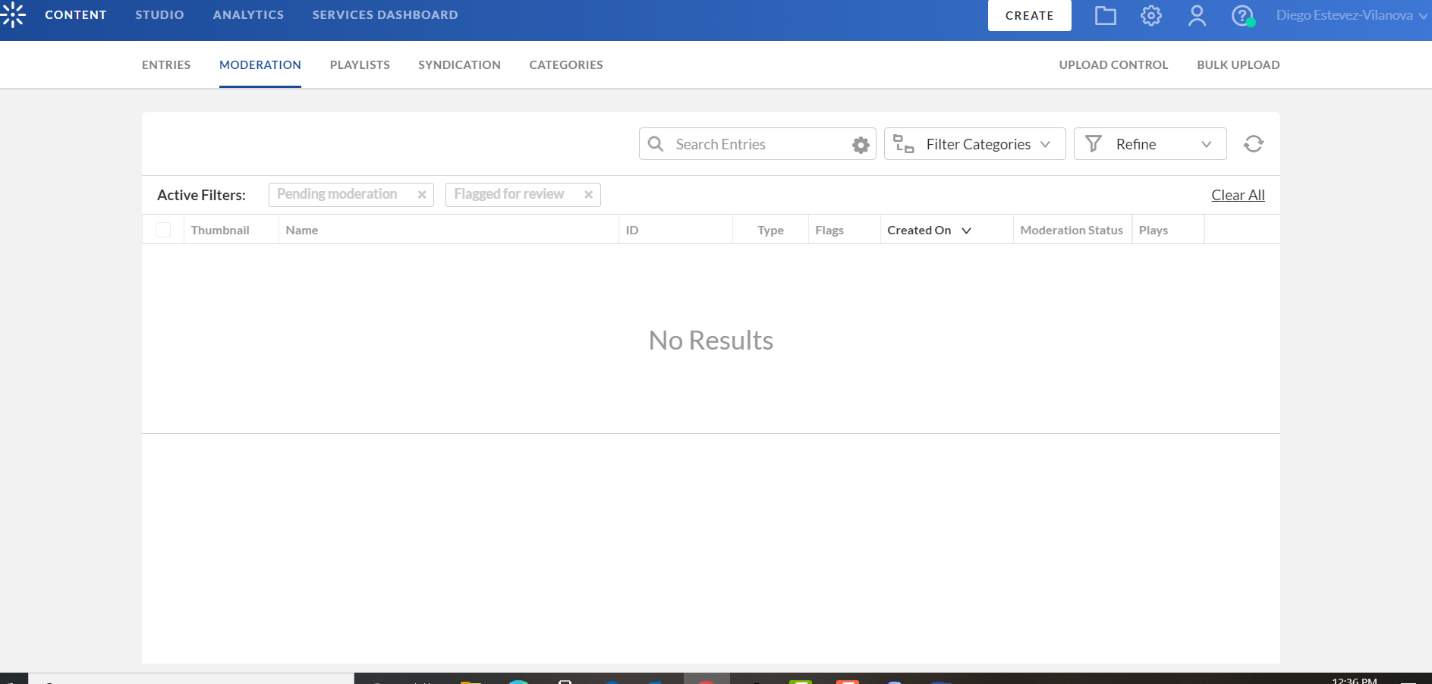 CONTENT STUDIO ANALYTICS SERVICES DASHBOARD CREATE Diego Estevez-Vilanova
ENTRIES MODERATION PLAYLISTS SYNDICATION CATEGORIES UPLOAD CONTROL BULK UPLOAD
Search Entries Filter Categories Refine
Active Filters: Pending moderation × Flagged for review × Clear All
Thumbnail Name ID Type Flags Created On Moderation Status Plays
No Results
12:36 PM